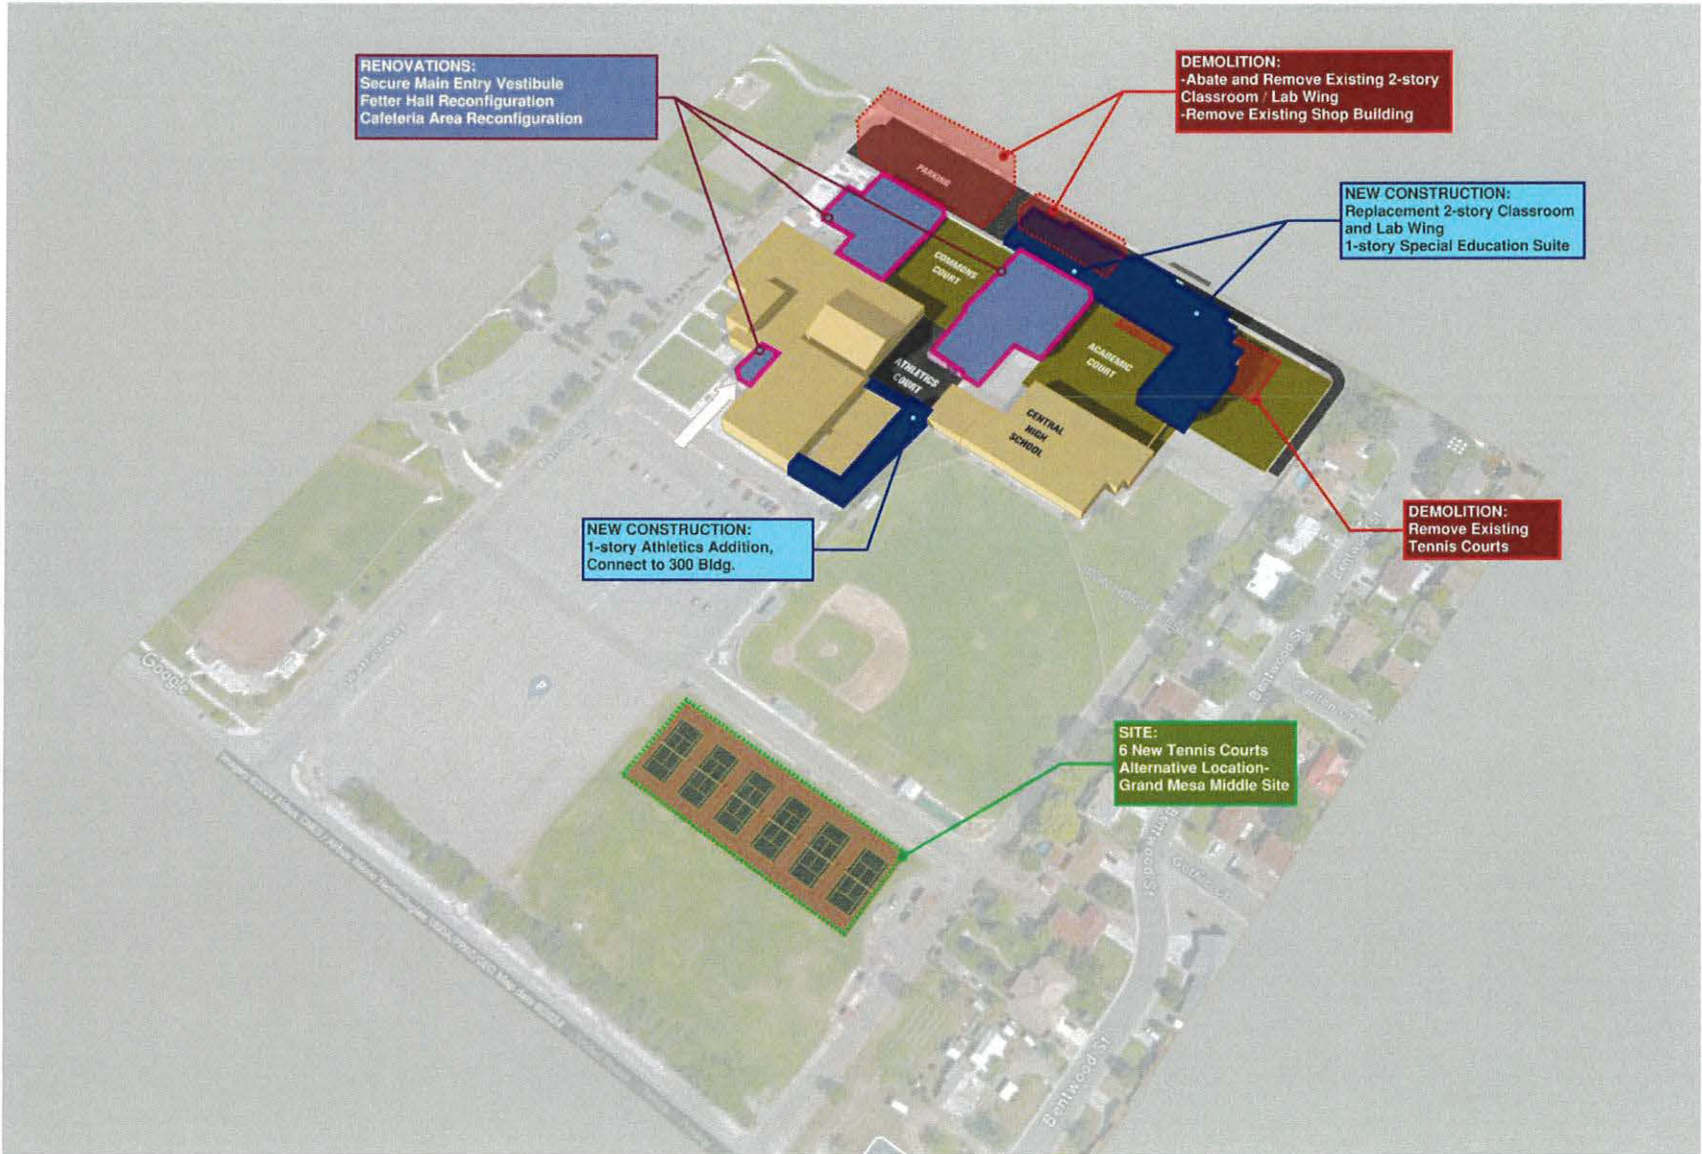 RENOVATIONS:
Secure Main Entry Vestibule
Fetter Hall Reconfiguration
Cafeteria Area Reconfiguration
DEMOLITION:
-Abate and Remove Existing 2-story
Classroom / Lab Wing
-Remove Existing Shop Building
NEW CONSTRUCTION:
Replacement 2-story Classroom
and Lab Wing
1-story Special Education Suite
PARKING
COMMONS
COURT
ATHLETICS
COURT
ACADEMIC
COURT
CENTRAL
HIGH
SCHOOL
DEMOLITION:
Remove Existing
Tennis Courts
NEW CONSTRUCTION:
1-story Athletics Addition,
Connect to 300 Bldg.
SITE:
6 New Tennis Courts
Alternative Location-
Grand Mesa Middle Site
Google
P
Bentwood St
Bentwood St
Bentwood St